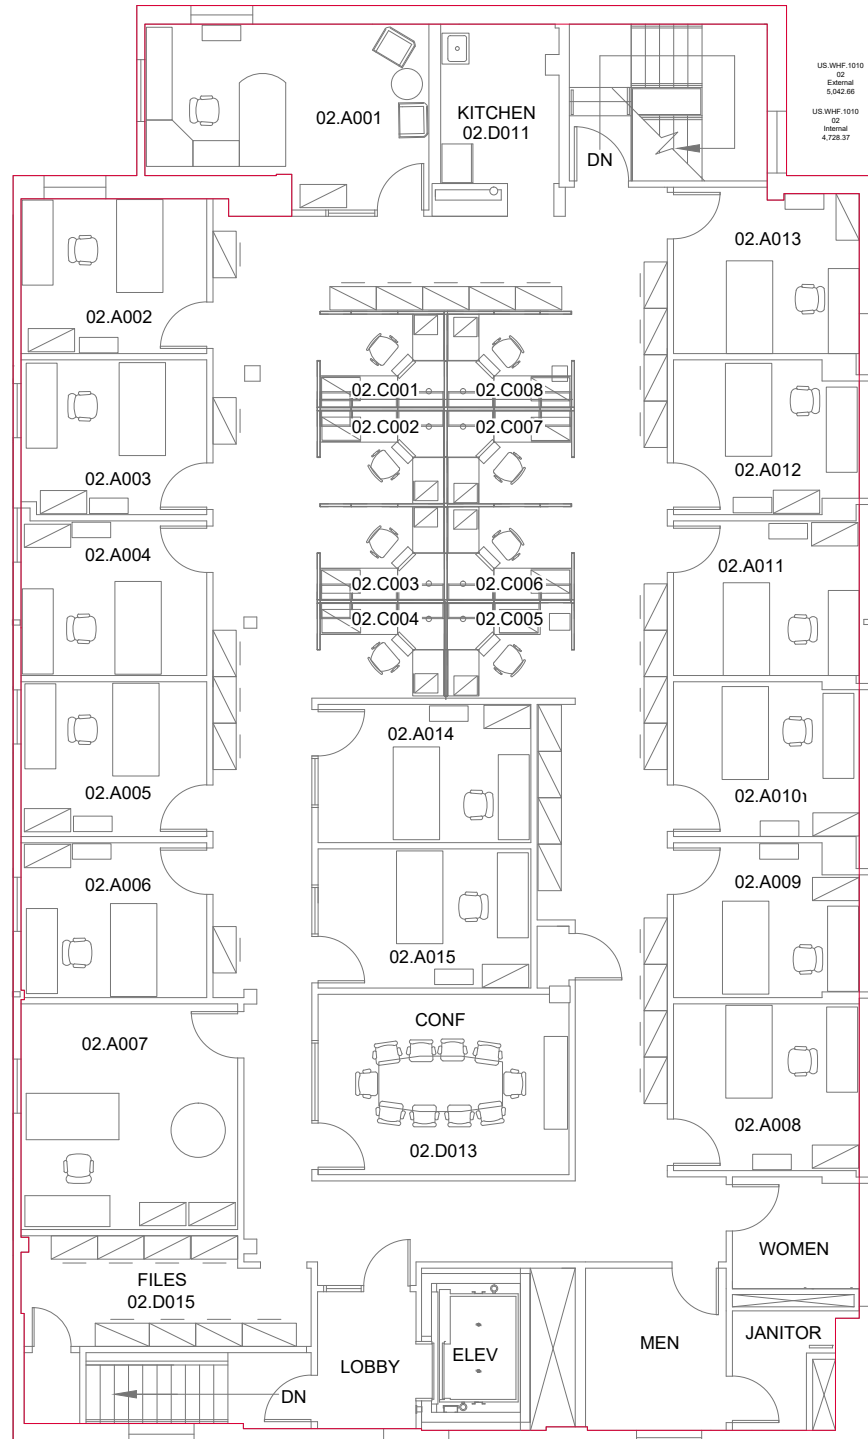 US.WHF.1010
02
External
5,042.66
US.WHF.1010
02
Internal
4,728.37
02.A001
KITCHEN
02.D011
DN
02.A013
02.A002
02.C001
02.C008
02.C002
02.C007
02.A003
02.A012
02.A004
02.A011
02.C003
02.C006
02.C004
02.C005
02.A014
02.A005
02.A0101
02.A006
02.A009
02.A015
02.A007
CONF
02.A008
02.D013
WOMEN
FILES
02.D015
LOBBY
ELEV
MEN
JANITOR
DN